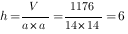 h = V / (a × a) = 1176 / (14 × 14) = 6